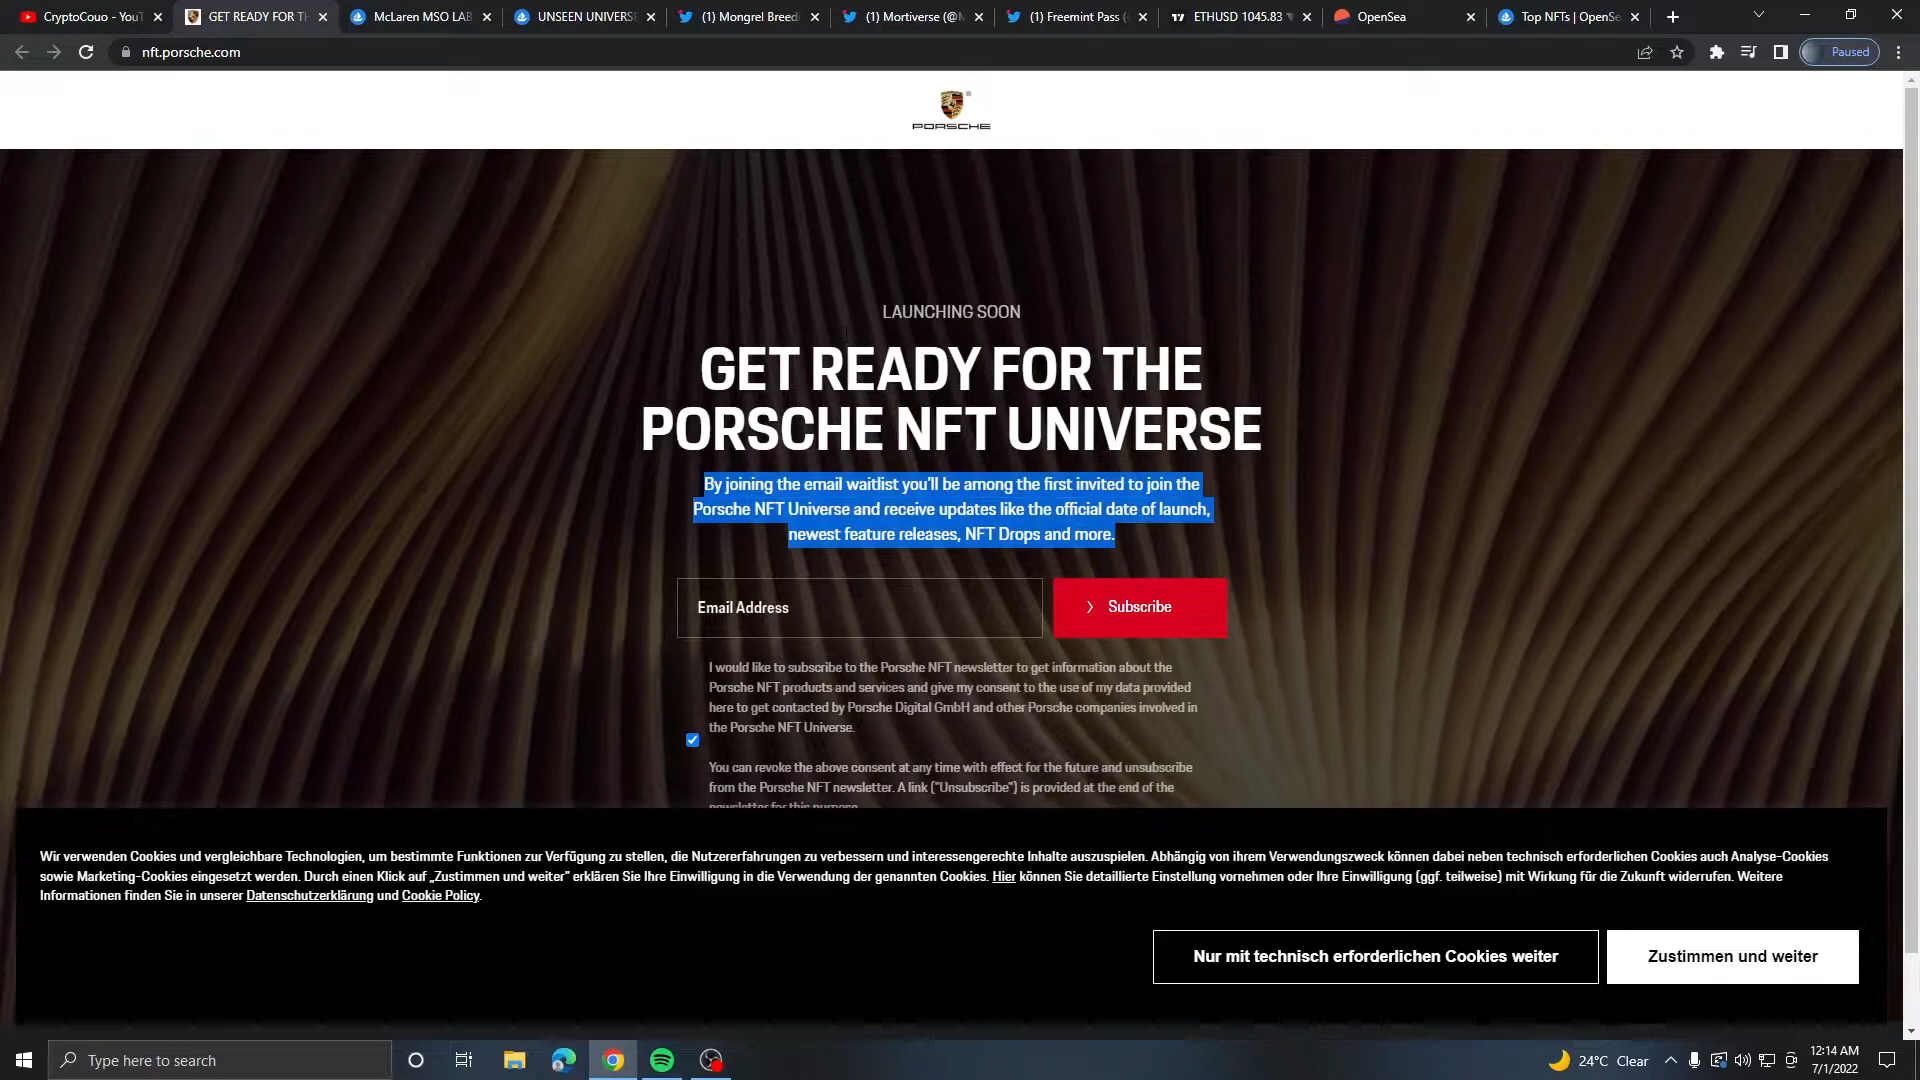 CryptoCouo - YouT
GET READY FOR TH
McLaren MSO LAB
UNSEEN UNIVERSE
(1) Mongrel Breedi
(1) Mortiverse (@M
(1) Freemint Pass (
ETHUSD 1045.83
OpenSea
Top NFTs | OpenSe
nft.porsche.com
Paused
PORSCHE
LAUNCHING SOON
GET READY FOR THE
PORSCHE NFT UNIVERSE
By joining the email waitlist you'll be among the first invited to join the
Porsche NFT Universe and receive updates like the official date of launch,
newest feature releases, NFT Drops and more.
Email Address
Subscribe
I would like to subscribe to the Porsche NFT newsletter to get information about the
Porsche NFT products and services and give my consent to the use of my data provided
here to get contacted by Porsche Digital GmbH and other Porsche companies involved in
the Porsche NFT Universe.
You can revoke the above consent at any time with effect for the future and unsubscribe
from the Porsche NFT newsletter. A link ("Unsubscribe") is provided at the end of the
newsletter for this purpose
Wir verwenden Cookies und vergleichbare Technologien, um bestimmte Funktionen zur Verfügung zu stellen, die Nutzererfahrungen zu verbessern und interessengerechte Inhalte auszuspielen. Abhängig von ihrem Verwendungszweck können dabei neben technisch erforderlichen Cookies auch Analyse-Cookies
sowie Marketing-Cookies eingesetzt werden. Durch einen Klick auf „Zustimmen und weiter" erklären Sie Ihre Einwilligung in die Verwendung der genannten Cookies. Hier können Sie detaillierte Einstellung vornehmen oder Ihre Einwilligung (ggf. teilweise) mit Wirkung für die Zukunft widerrufen. Weitere
Informationen finden Sie in unserer Datenschutzerklärung und Cookie Policy.
Nur mit technisch erforderlichen Cookies weiter
Zustimmen und weiter
Type here to search
24°C Clear
12:14 AM
7/1/2022